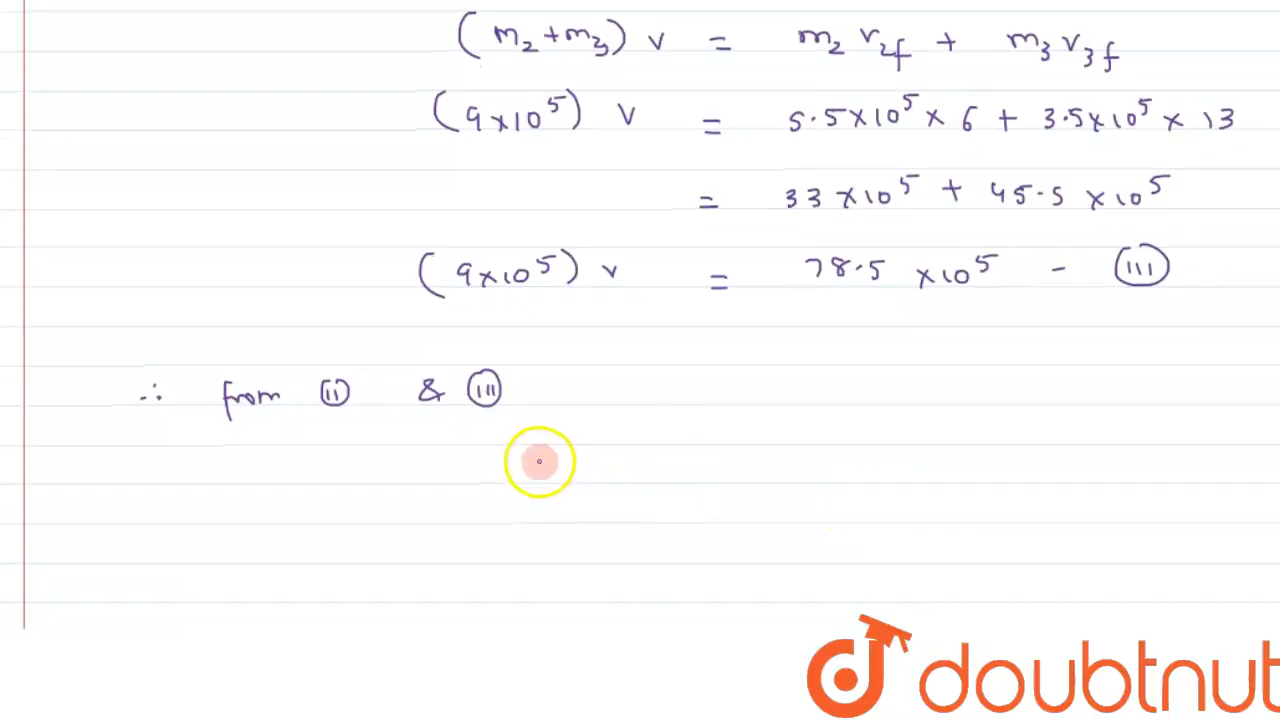 (m₂ + m₃) v = m₂ v₂f + m₃ v₃f
(9×10⁵) v = 5.5×10⁵ × 6 + 3.5×10⁵ × 13
= 33 ×10⁵ + 45.5 ×10⁵
(9×10⁵) v = 78.5 ×10⁵ - (III)
∴ from (II) & (III)
doubtnut